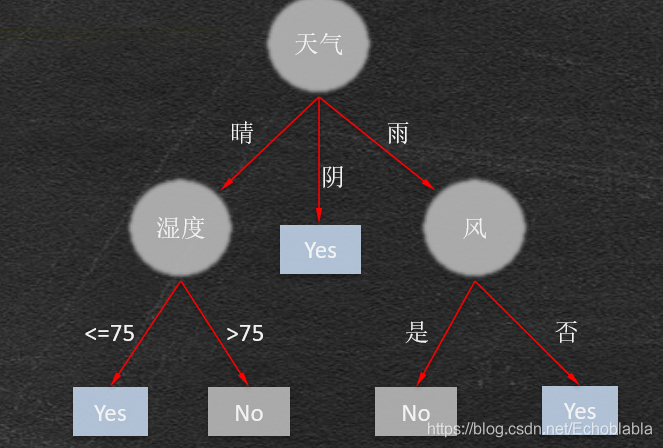 天气
晴
雨
阴
湿度
Yes
风
<=75
>75
是
否
Yes
No
No
Yes
https://blog.csdn.net/Echoblabla